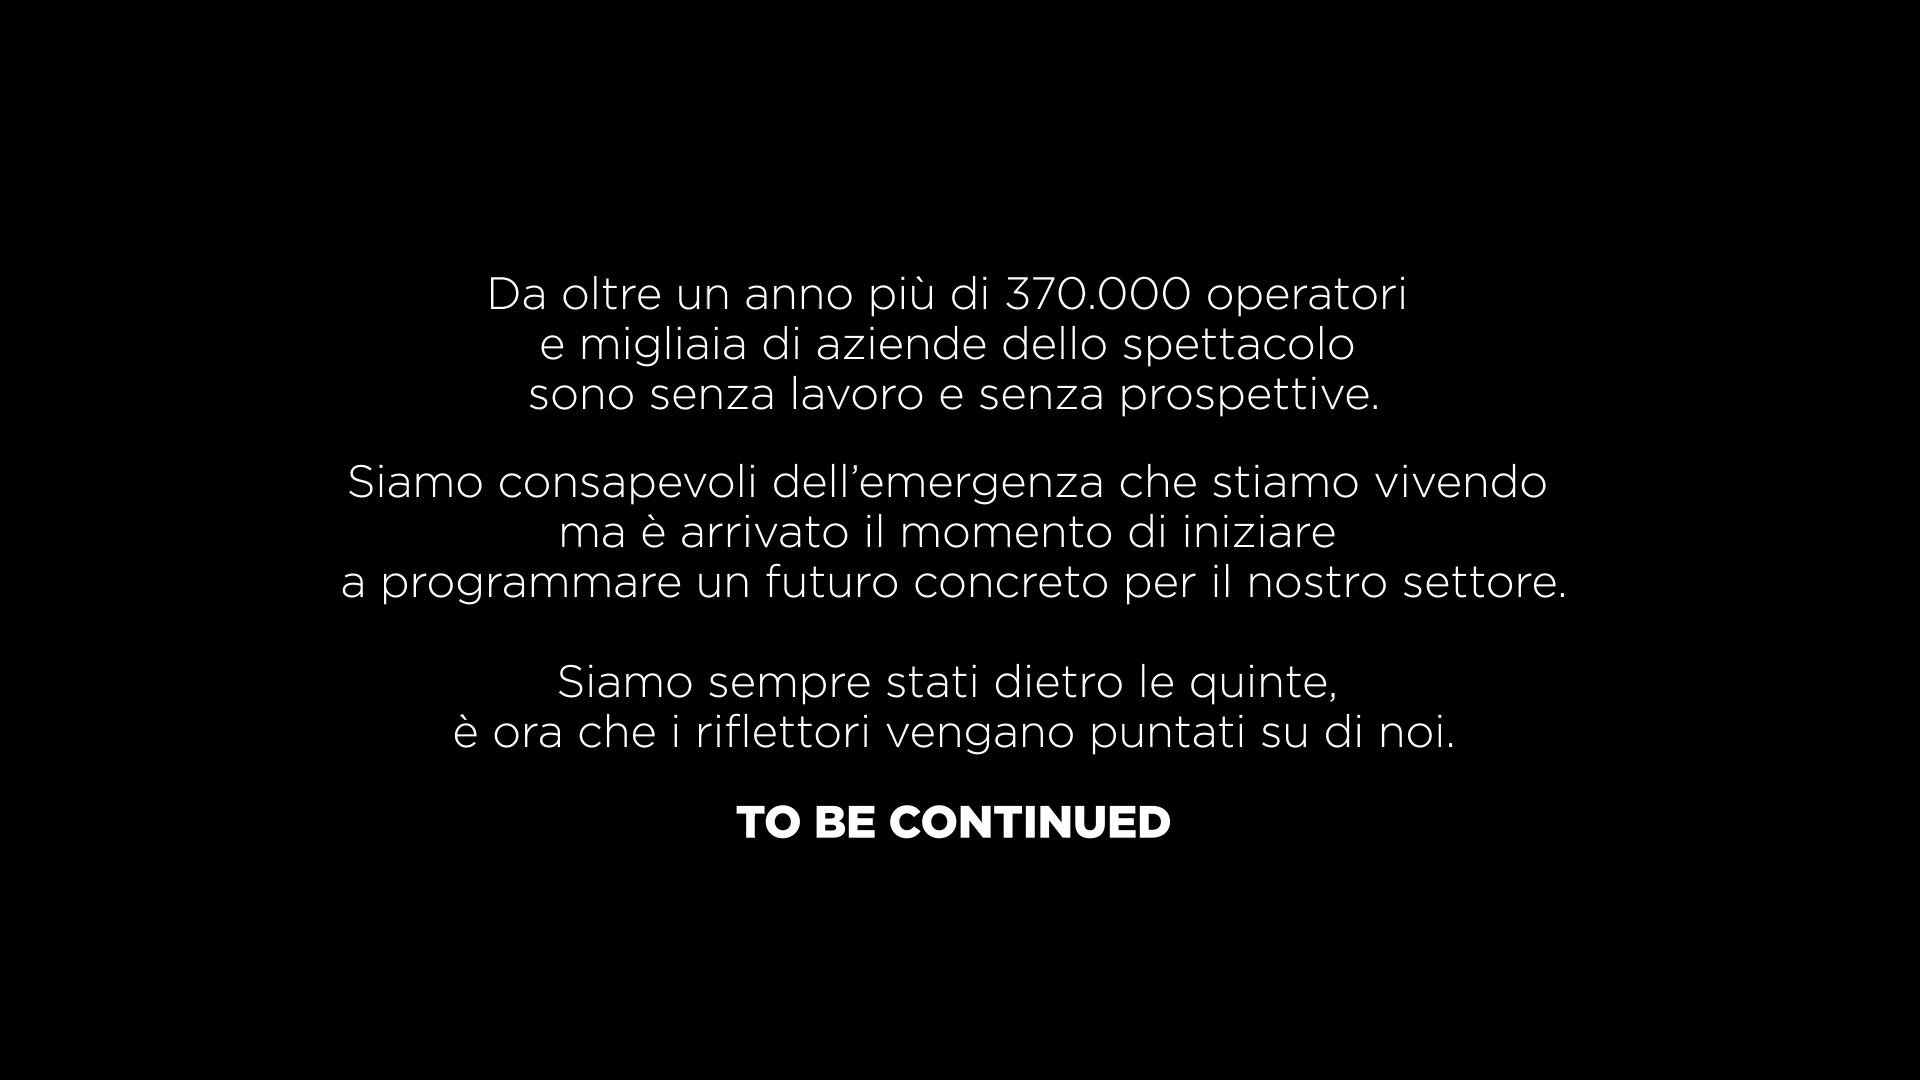 Da oltre un anno più di 370.000 operatori
e migliaia di aziende dello spettacolo
sono senza lavoro e senza prospettive.
Siamo consapevoli dell’emergenza che stiamo vivendo
ma è arrivato il momento di iniziare
a programmare un futuro concreto per il nostro settore.
Siamo sempre stati dietro le quinte,
è ora che i riflettori vengano puntati su di noi.
TO BE CONTINUED